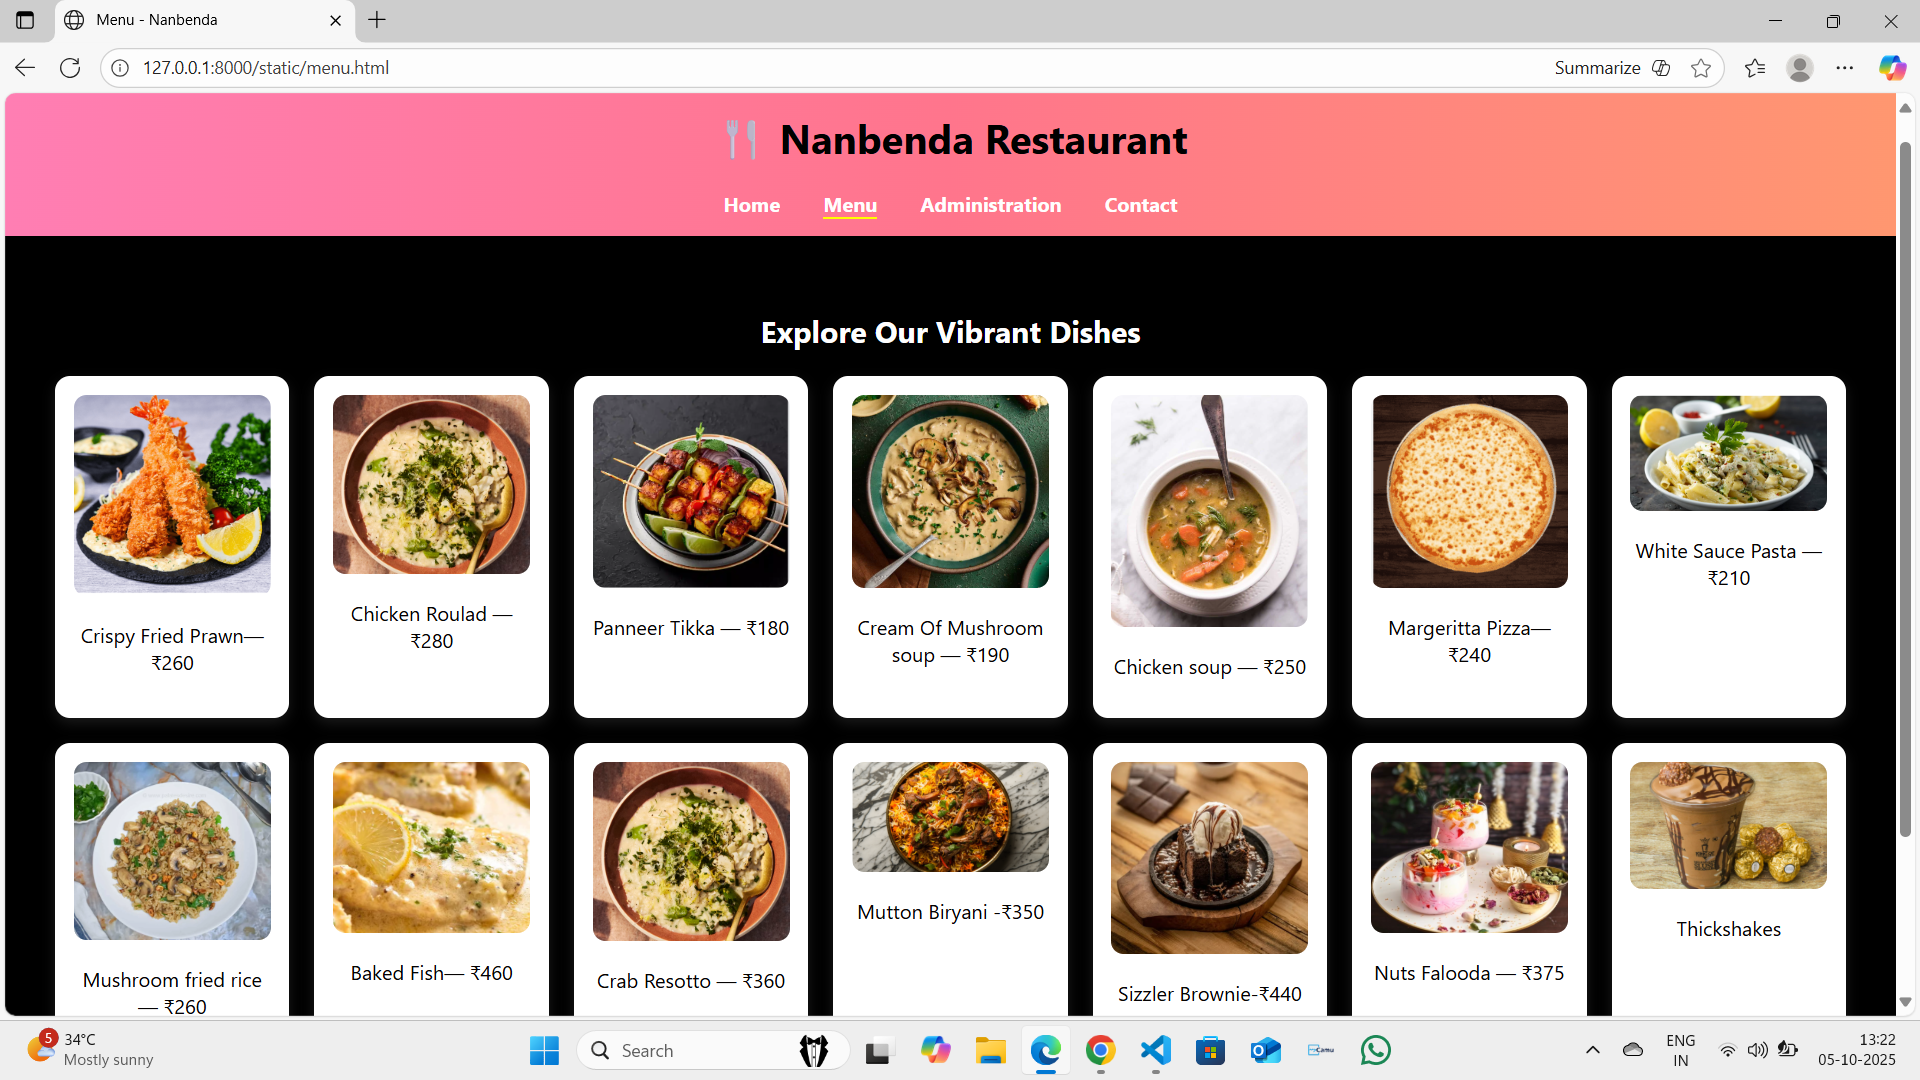 Menu - Nanbenda
127.0.0.1:8000/static/menu.html
Summarize
Nanbenda Restaurant
Home Menu Administration Contact
Explore Our Vibrant Dishes
Crispy Fried Prawn—
₹260
Chicken Roulad —
₹280
Panneer Tikka — ₹180
Cream Of Mushroom
soup — ₹190
Chicken soup — ₹250
Margeritta Pizza—
₹240
White Sauce Pasta —
₹210
Mushroom fried rice
— ₹260
Baked Fish— ₹460
Crab Resotto — ₹360
Mutton Biryani -₹350
Sizzler Brownie-₹440
Nuts Falooda — ₹375
Thickshakes
5
34°C
Mostly sunny
Search
Camu
ENG
IN
13:22
05-10-2025